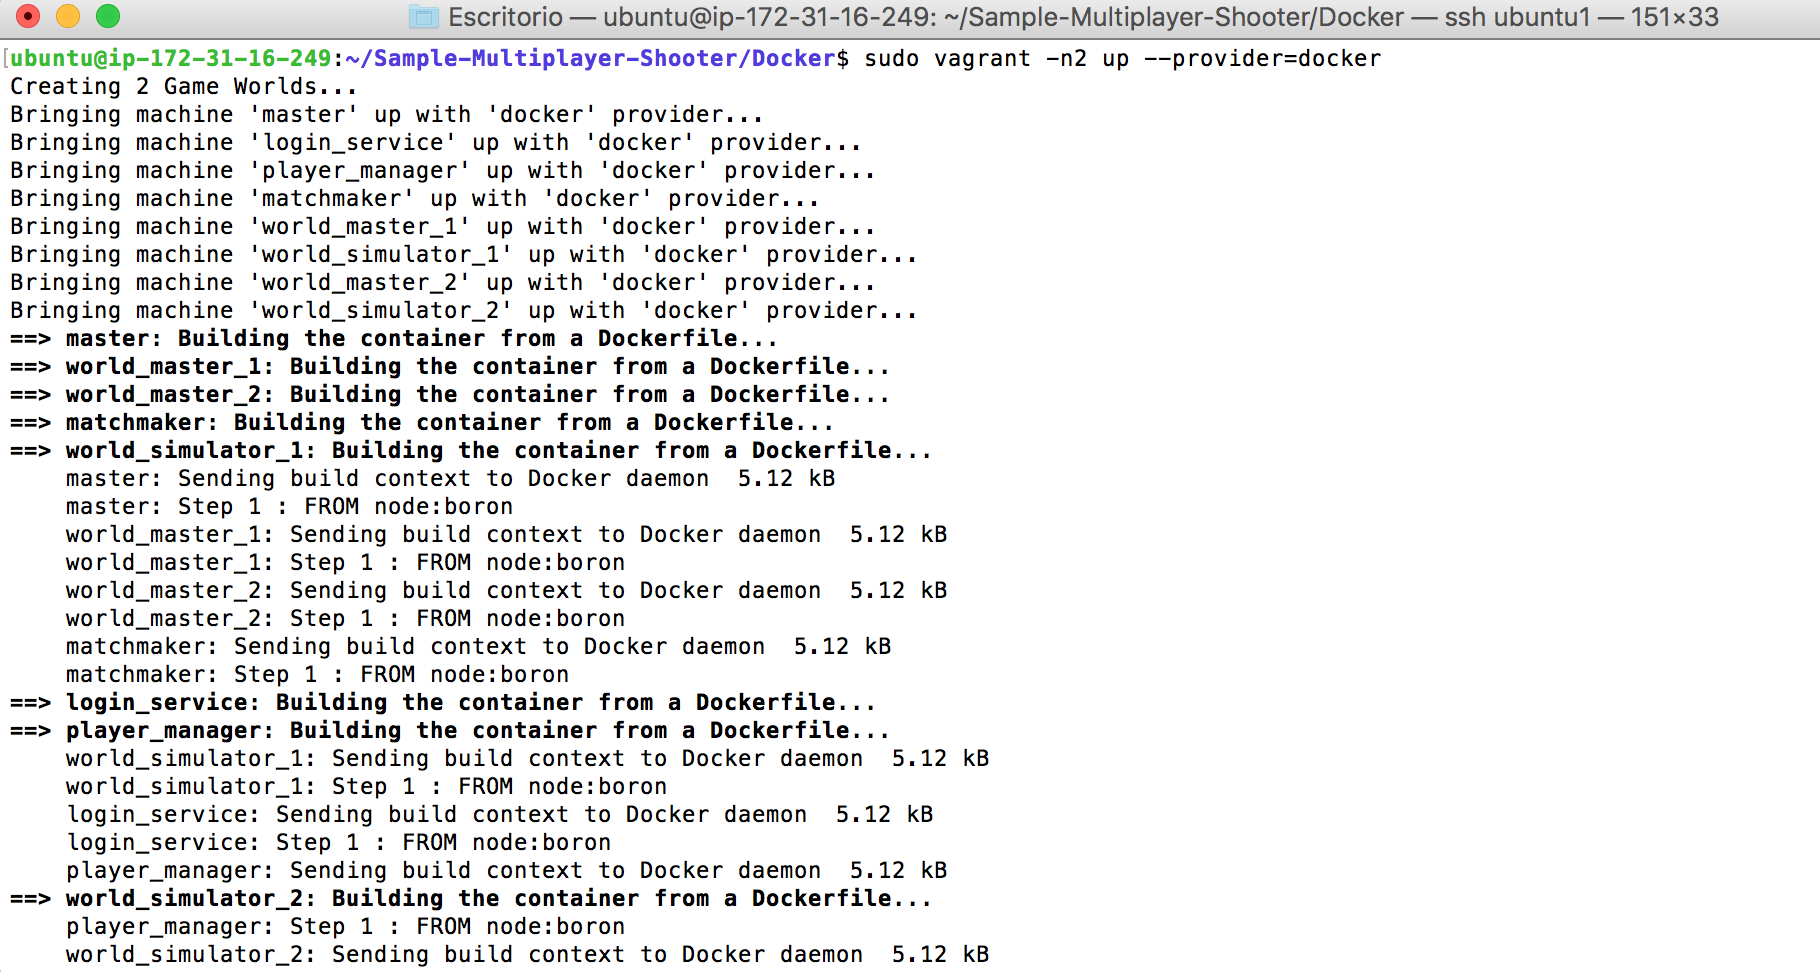 Escritorio — ubuntu@ip-172-31-16-249: ~/Sample-Multiplayer-Shooter/Docker — ssh ubuntu1 — 151×33
[ubuntu@ip-172-31-16-249:~/Sample-Multiplayer-Shooter/Docker$ sudo vagrant -n2 up --provider=docker
Creating 2 Game Worlds...
Bringing machine 'master' up with 'docker' provider...
Bringing machine 'login_service' up with 'docker' provider...
Bringing machine 'player_manager' up with 'docker' provider...
Bringing machine 'matchmaker' up with 'docker' provider...
Bringing machine 'world_master_1' up with 'docker' provider...
Bringing machine 'world_simulator_1' up with 'docker' provider...
Bringing machine 'world_master_2' up with 'docker' provider...
Bringing machine 'world_simulator_2' up with 'docker' provider...
==> master: Building the container from a Dockerfile...
==> world_master_1: Building the container from a Dockerfile...
==> world_master_2: Building the container from a Dockerfile...
==> matchmaker: Building the container from a Dockerfile...
==> world_simulator_1: Building the container from a Dockerfile...
    master: Sending build context to Docker daemon  5.12 kB
    master: Step 1 : FROM node:boron
    world_master_1: Sending build context to Docker daemon  5.12 kB
    world_master_1: Step 1 : FROM node:boron
    world_master_2: Sending build context to Docker daemon  5.12 kB
    world_master_2: Step 1 : FROM node:boron
    matchmaker: Sending build context to Docker daemon  5.12 kB
    matchmaker: Step 1 : FROM node:boron
==> login_service: Building the container from a Dockerfile...
==> player_manager: Building the container from a Dockerfile...
    world_simulator_1: Sending build context to Docker daemon  5.12 kB
    world_simulator_1: Step 1 : FROM node:boron
    login_service: Sending build context to Docker daemon  5.12 kB
    login_service: Step 1 : FROM node:boron
    player_manager: Sending build context to Docker daemon  5.12 kB
==> world_simulator_2: Building the container from a Dockerfile...
    player_manager: Step 1 : FROM node:boron
    world_simulator_2: Sending build context to Docker daemon  5.12 kB